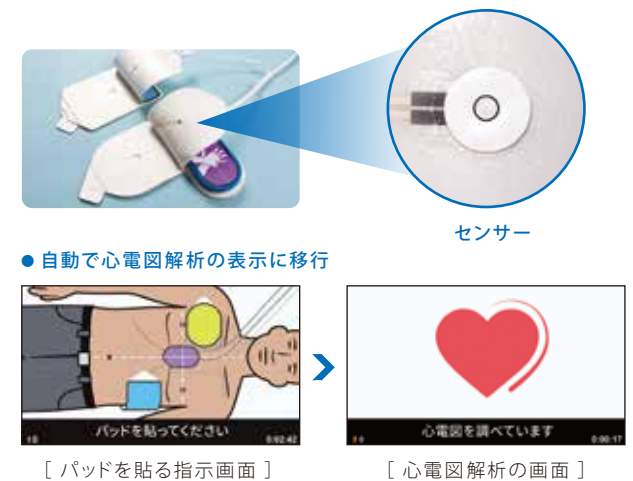 センサー
● 自動で心電図解析の表示に移行
パッドを貼ってください
0:02:42
心電図を調べています
0:00:17
[ パッドを貼る指示画面 ]
[ 心電図解析の画面 ]